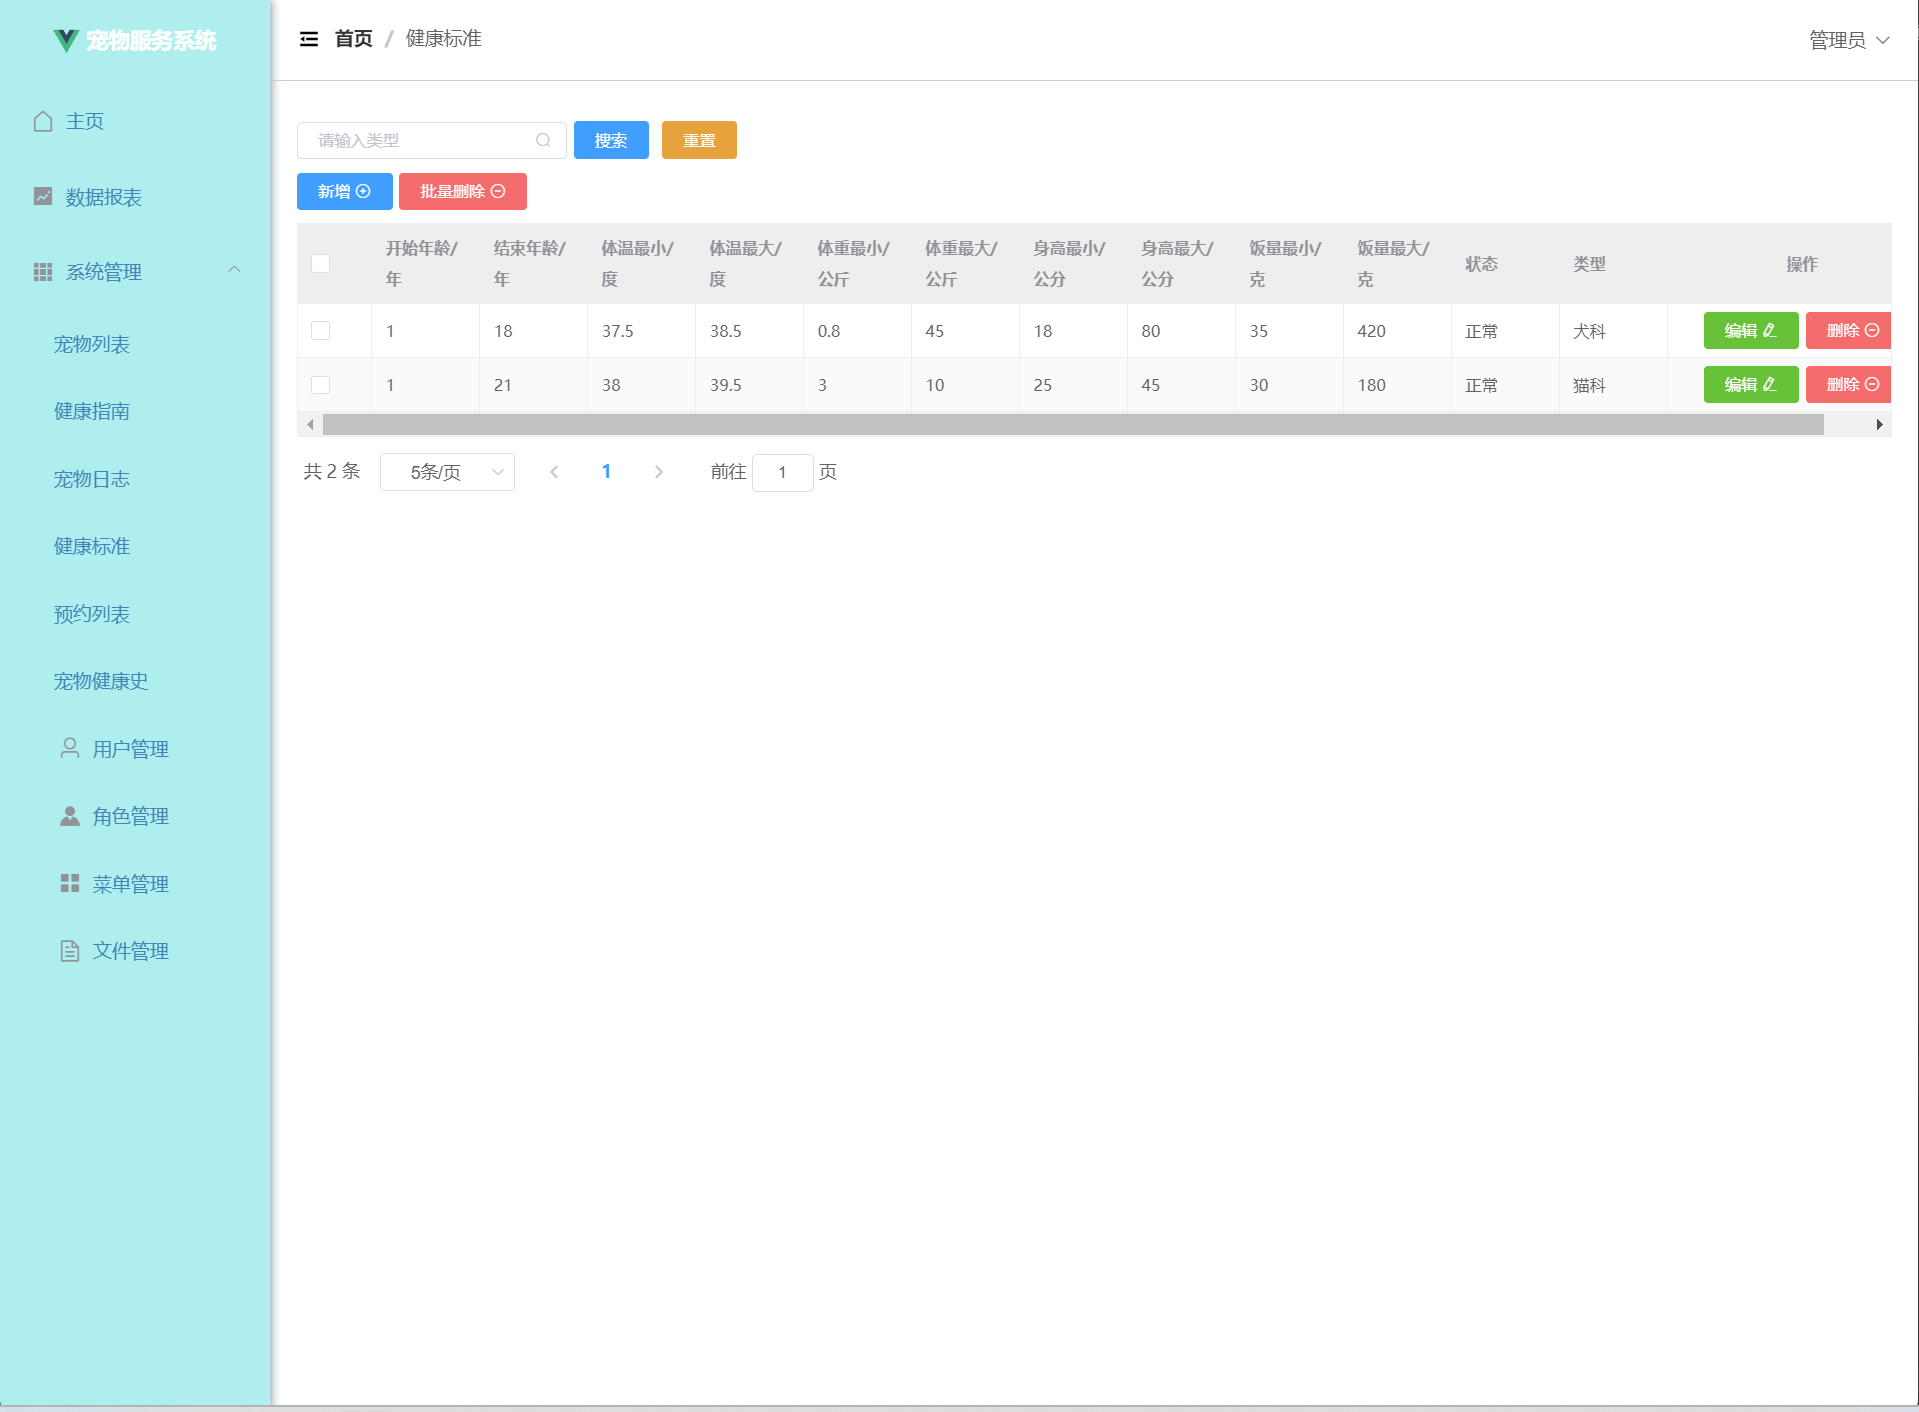 宠物服务系统
首页 / 健康标准
管理员
主页
数据报表
系统管理
宠物列表
健康指南
宠物日志
健康标准
预约列表
宠物健康史
用户管理
角色管理
菜单管理
文件管理
请输入类型 搜索 重置
新增 批量删除
开始年龄/年 结束年龄/年 体温最小/度 体温最大/度 体重最小/公斤 体重最大/公斤 身高最小/公分 身高最大/公分 饭量最小/克 饭量最大/克 状态 类型 操作
1 18 37.5 38.5 0.8 45 18 80 35 420 正常 犬科 编辑 删除
1 21 38 39.5 3 10 25 45 30 180 正常 猫科 编辑 删除
共 2 条 5条/页 1 前往 1 页